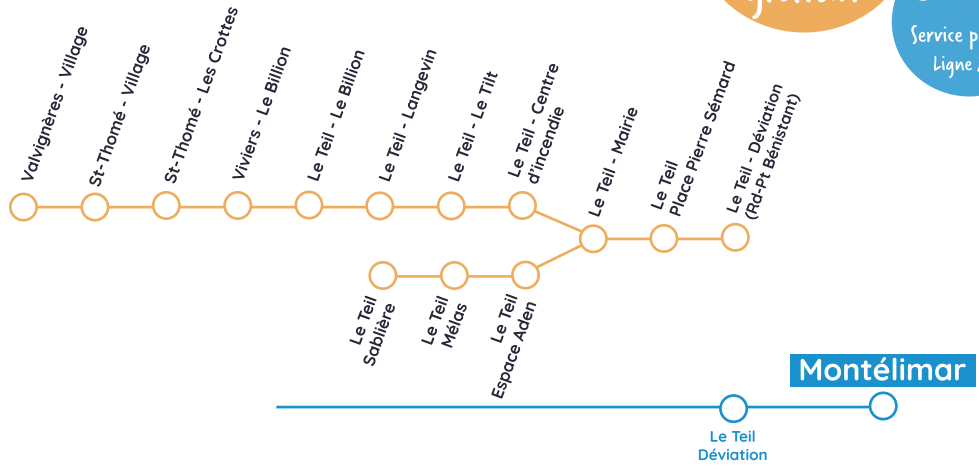 Service
Ligne
Valvignères - Village
St-Thomé - Village
St-Thomé - Les Crottes
Viviers - Le Billion
Le Teil - Le Billion
Le Teil - Langevin
Le Teil - Le Tilt
Le Teil - Centre
d'incendie
Le Teil - Mairie
Le Teil
Place Pierre Sémard
Le Teil - Déviation
(Rd-Pt Bénistant)
Le Teil
Sablière
Le Teil
Mélas
Le Teil
Espace Aden
Montélimar
Le Teil
Déviation